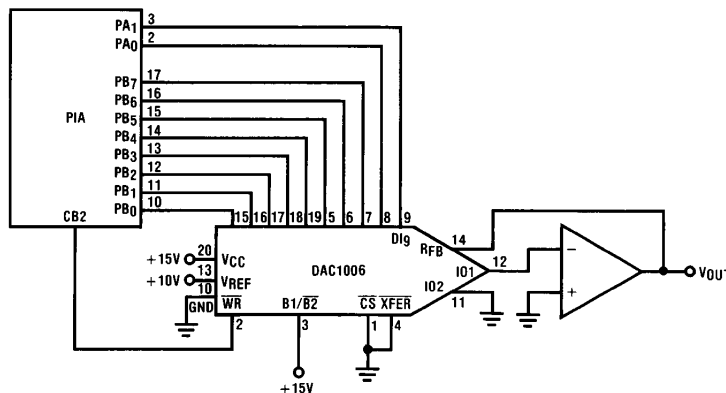 PA1 3
PA0 2
PB7 17
PB6 16
PIA PB5 15
PB4 14
PB3 13
PB2 12
PB1 11
PB0 10
CB2
15 16 17 18 19 5 6 7 8 9
DI9
+15V 20 VCC
+10V 13 VREF
10 GND
DAC1006
RFB 14
IO1 12
IO2 11
WR B1/B2 CS XFER
2 3 1 4
+15V
−
+
VOUT